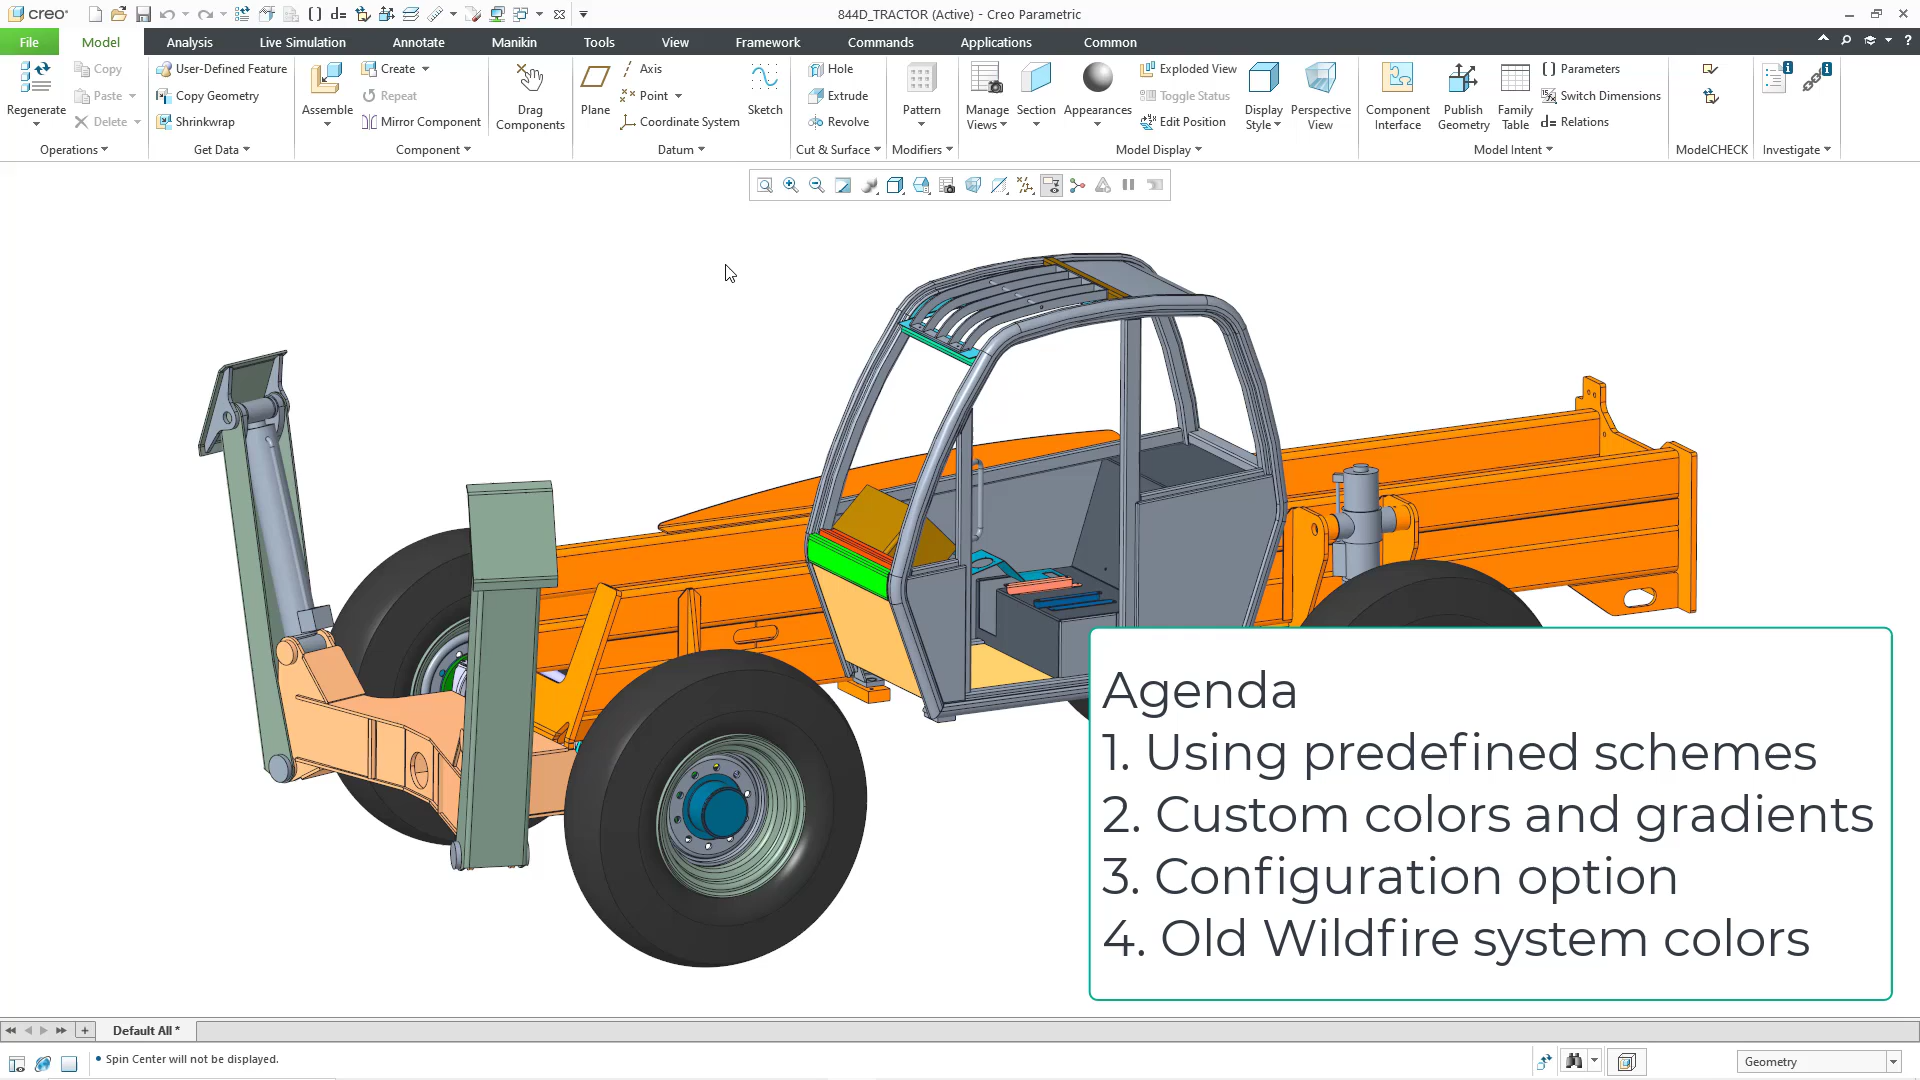 creo
844D_TRACTOR (Active) - Creo Parametric
File Model Analysis Live Simulation Annotate Manikin Tools View Framework Commands Applications Common
Regenerate
Copy
Paste
Delete
Operations
User-Defined Feature
Copy Geometry
Shrinkwrap
Get Data
Assemble
Create
Repeat
Mirror Component
Drag
Components
Component
Plane
Axis
Point
Coordinate System
Sketch
Datum
Hole
Extrude
Revolve
Cut & Surface
Pattern
Modifiers
Manage
Views
Section
Appearances
Exploded View
Toggle Status
Edit Position
Display
Style
Perspective
View
Model Display
Component
Interface
Publish
Geometry
Family
Table
Parameters
Switch Dimensions
d= Relations
Model Intent
ModelCHECK
Investigate
Agenda
1. Using predefined schemes
2. Custom colors and gradients
3. Configuration option
4. Old Wildfire system colors
Default All *
Spin Center will not be displayed.
Geometry